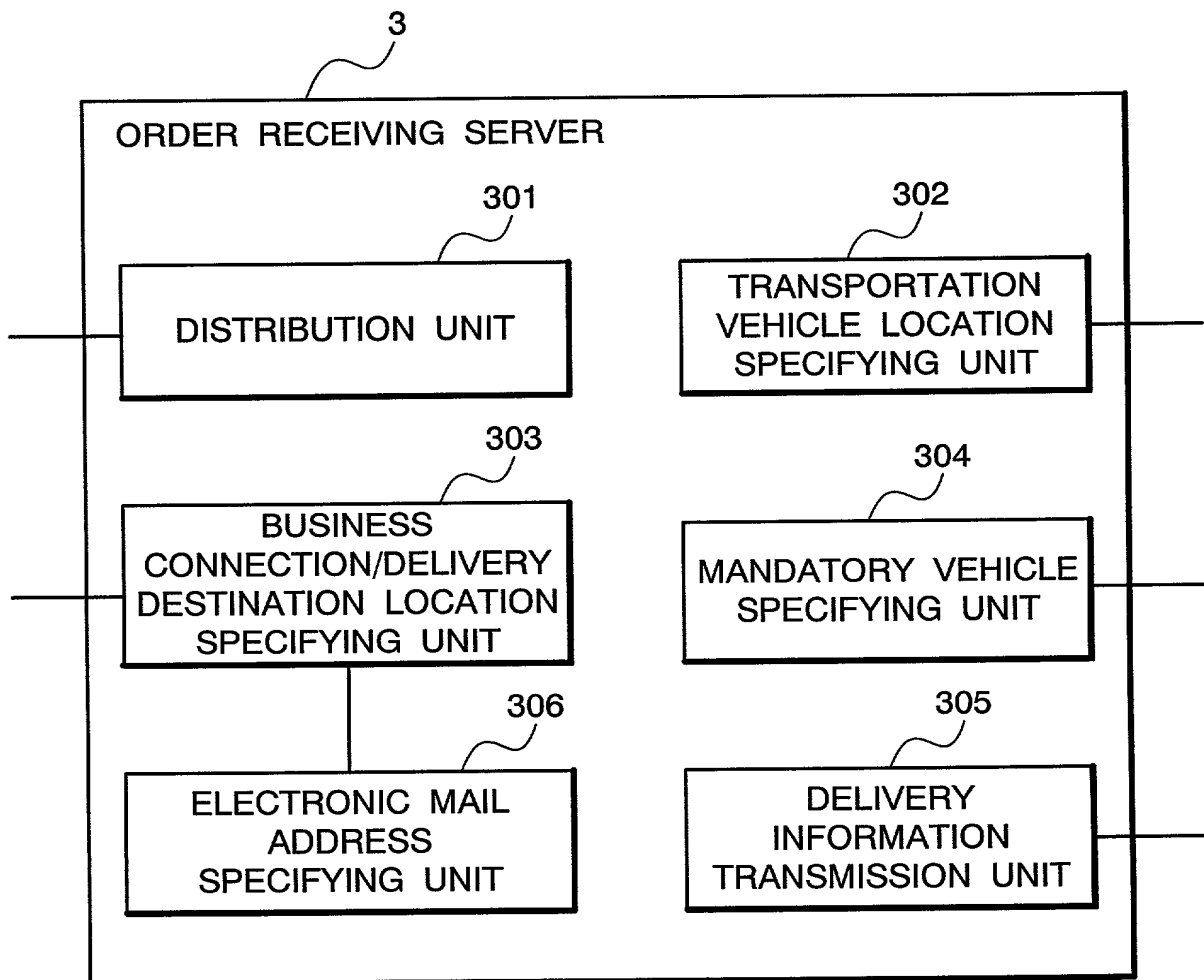 3
ORDER RECEIVING SERVER
301
DISTRIBUTION UNIT
302
TRANSPORTATION
VEHICLE LOCATION
SPECIFYING UNIT
303
BUSINESS
CONNECTION/DELIVERY
DESTINATION LOCATION
SPECIFYING UNIT
304
MANDATORY VEHICLE
SPECIFYING UNIT
306
ELECTRONIC MAIL
ADDRESS
SPECIFYING UNIT
305
DELIVERY
INFORMATION
TRANSMISSION UNIT